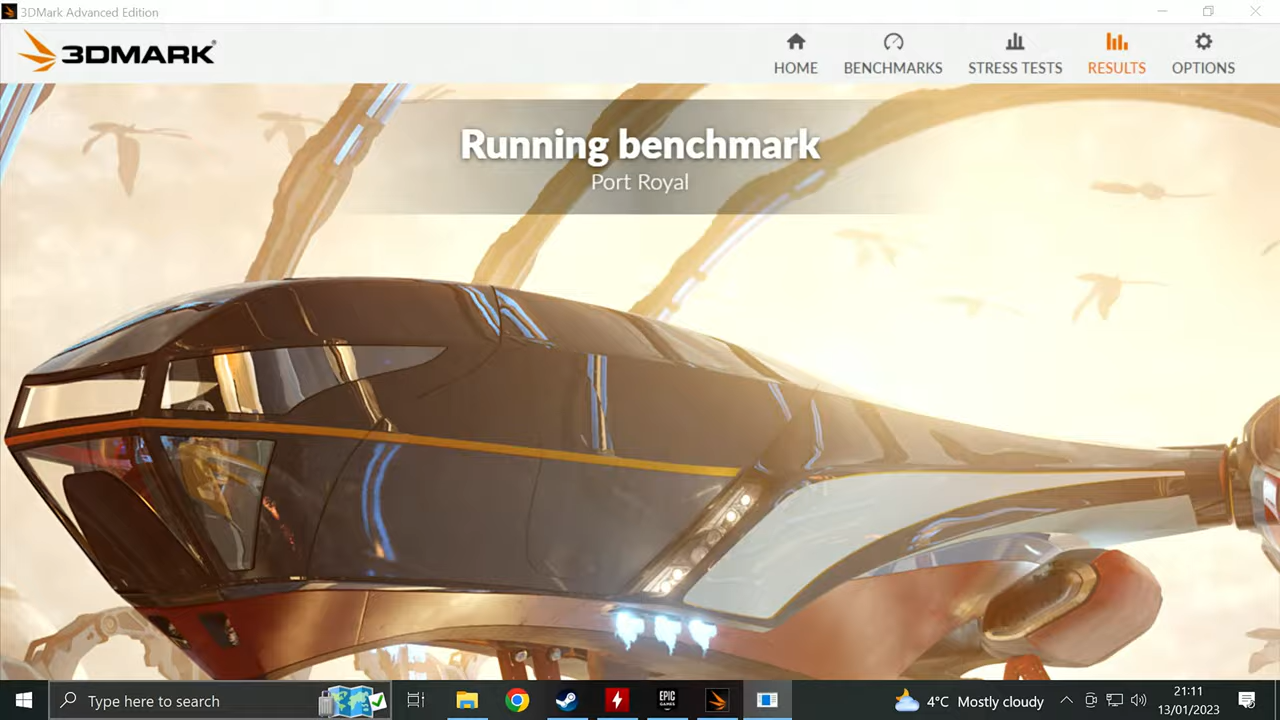 3DMark Advanced Edition
3DMARK®
HOME
BENCHMARKS
STRESS TESTS
RESULTS
OPTIONS
Running benchmark
Port Royal
Type here to search
EPIC
GAMES
4°C Mostly cloudy
21:11
13/01/2023